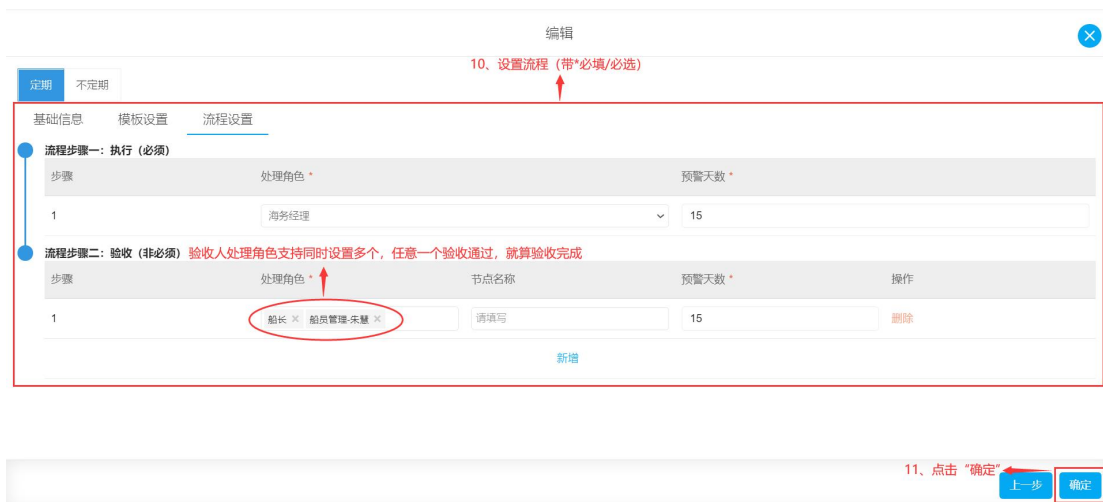 编辑
10、设置流程（带*必填/必选）
定期 不定期
基础信息 模板设置 流程设置
流程步骤一：执行（必须）
步骤 处理角色 * 预警天数 *
1 海务经理 15
流程步骤二：验收（非必须） 验收人处理角色支持同时设置多个，任意一个验收通过，就算验收完成
步骤 处理角色 * 节点名称 预警天数 * 操作
1 船长 × 船员管理-朱慧 × 请填写 15 删除
新增
11、点击“确定”
上一步 确定